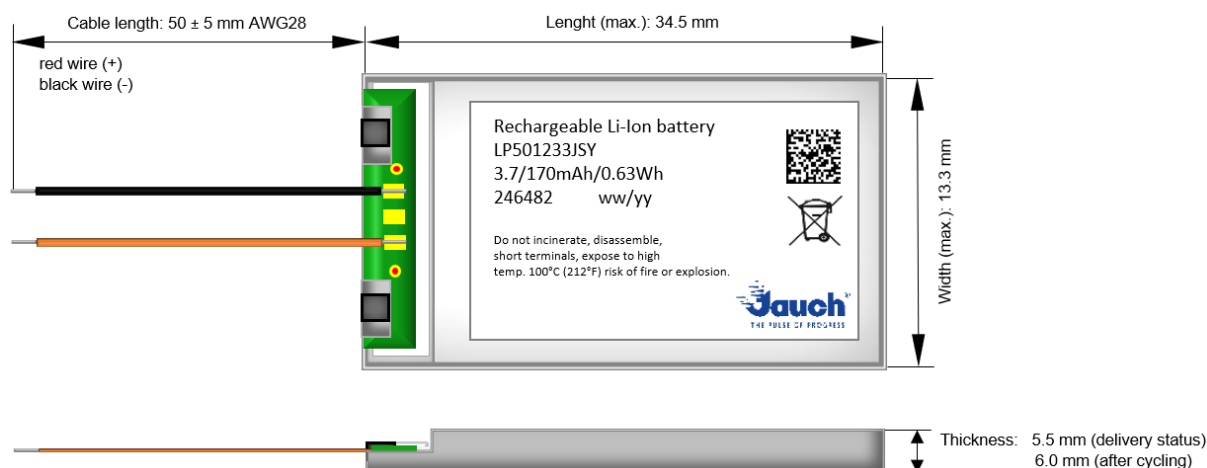 Cable length: 50 ± 5 mm AWG28
Lenght (max.): 34.5 mm
red wire (+)
black wire (-)
Rechargeable Li-Ion battery
LP501233JSY
3.7/170mAh/0.63Wh
246482 ww/yy
Do not incinerate, disassemble,
short terminals, expose to high
temp. 100°C (212°F) risk of fire or explosion.
Jauch
THE PULSE OF PROGRESS
Width (max.): 13.3 mm
Thickness: 5.5 mm (delivery status)
6.0 mm (after cycling)